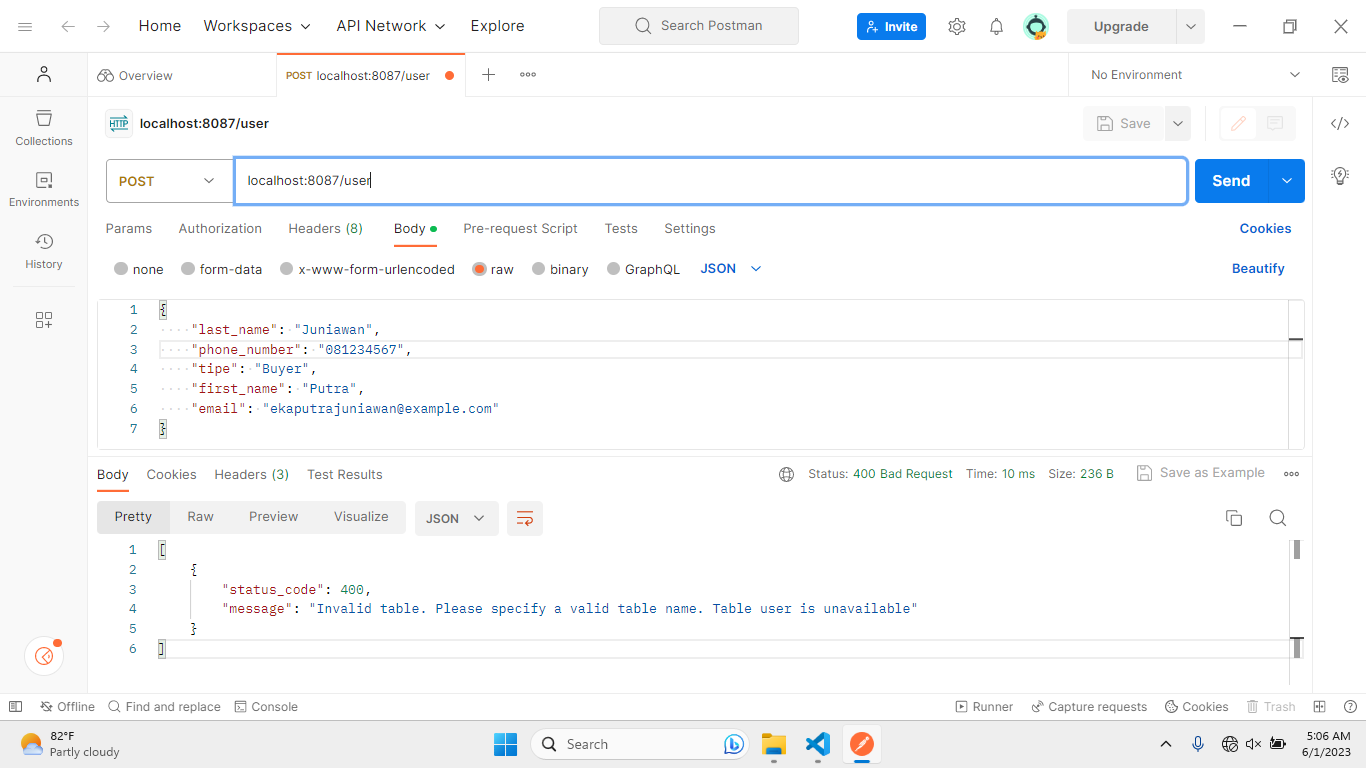 Home Workspaces API Network Explore Search Postman Invite Upgrade
Overview POST localhost:8087/user No Environment
HTTP localhost:8087/user Save
POST localhost:8087/user Send
Params Authorization Headers (8) Body Pre-request Script Tests Settings Cookies
none form-data x-www-form-urlencoded raw binary GraphQL JSON Beautify
1 {
2 "last_name": "Juniawan",
3 "phone_number": "081234567",
4 "tipe": "Buyer",
5 "first_name": "Putra",
6 "email": "ekaputrajuniawan@example.com"
7 }
Collections
Environments
History
Body Cookies Headers (3) Test Results Status: 400 Bad Request Time: 10 ms Size: 236 B Save as Example
Pretty Raw Preview Visualize JSON
1 [
2 {
3 "status_code": 400,
4 "message": "Invalid table. Please specify a valid table name. Table user is unavailable"
5 }
6 ]
Offline Find and replace Console Runner Capture requests Cookies Trash
82°F
Partly cloudy
Search
5:06 AM
6/1/2023